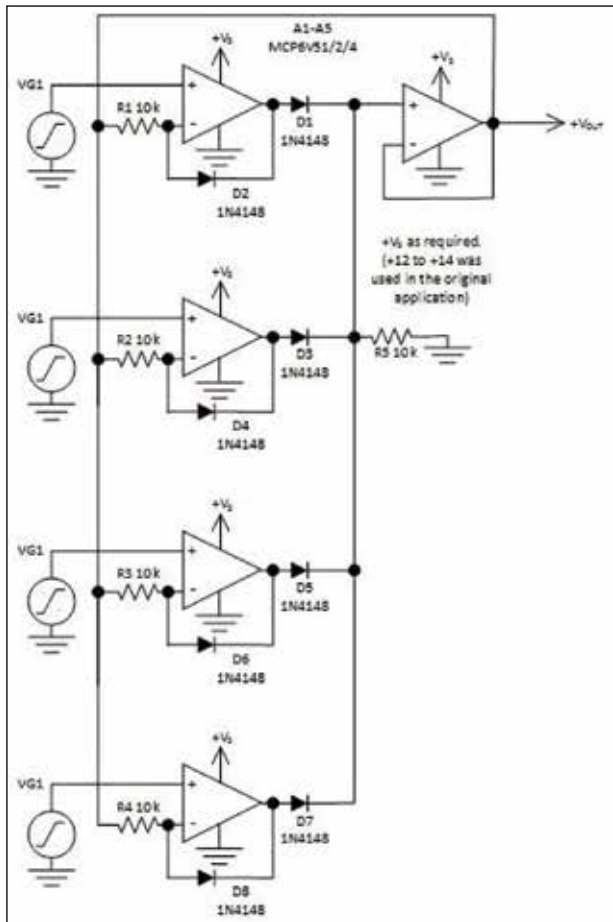 A1-A5
MCP6V51/2/4
+Vs
+Vs
VG1
R1 10k
+
-
+
-
D1
1N4148
+VOUT
D2
1N4148
+Vs as required.
(+12 to +14 was
used in the original
application)
+Vs
VG1
R2 10k
+
-
D3
1N4148
R5 10k
D4
1N4148
+Vs
VG1
R3 10k
+
-
D5
1N4148
D6
1N4148
+Vs
VG1
R4 10k
+
-
D7
1N4148
D8
1N4148